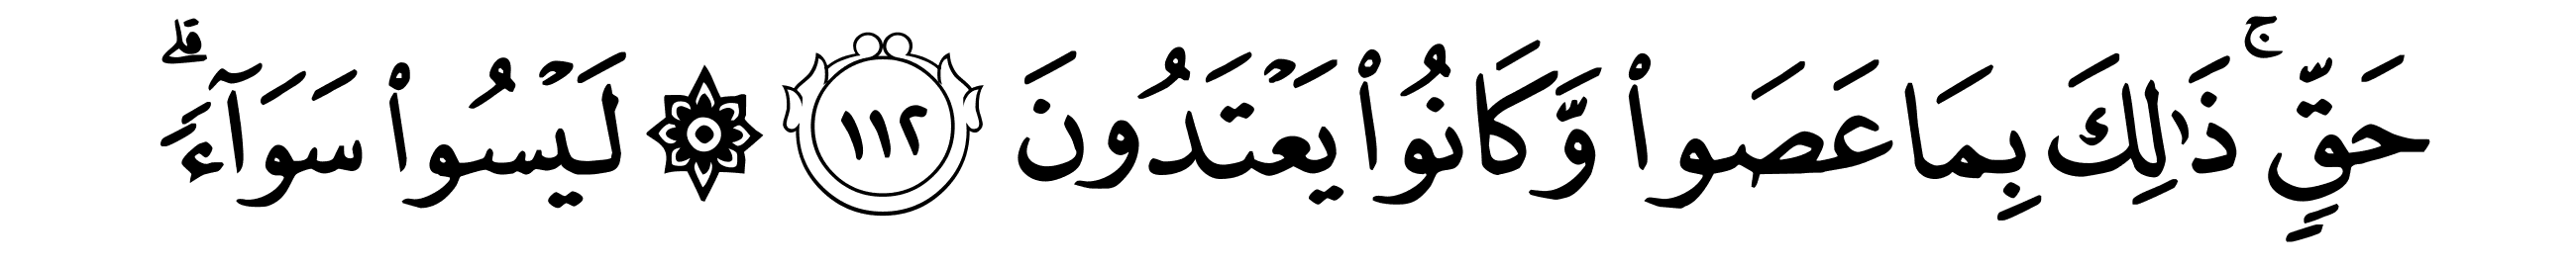 حَقٍّۚ ذَٰلِكَ بِمَا عَصَواْ وَّكَانُواْ يَعْتَدُونَ ١١٢ ۞ لَيْسُواْ سَوَآءًۗ